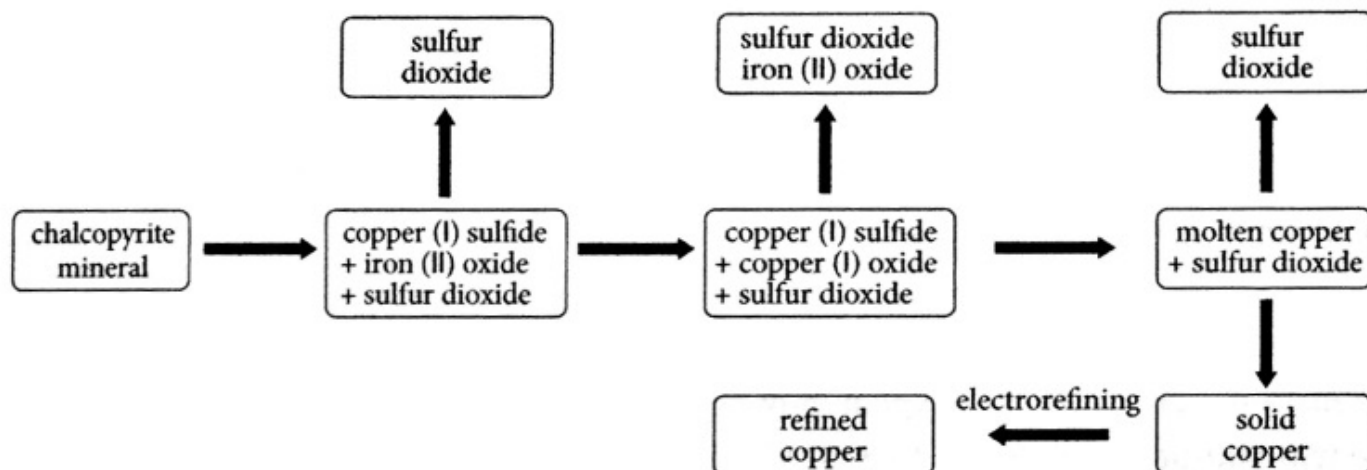 sulfur
dioxide
sulfur dioxide
iron (II) oxide
sulfur
dioxide
chalcopyrite
mineral
copper (I) sulfide
+ iron (II) oxide
+ sulfur dioxide
copper (I) sulfide
+ copper (I) oxide
+ sulfur dioxide
molten copper
+ sulfur dioxide
refined
copper
electrorefining
solid
copper